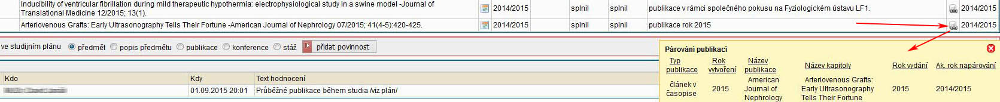 Inducibility of ventricular fibrillation during mild therapeutic hypothermia: electrophysiological study in a swine model -Journal of
Translational Medicine 12/2015; 13(1). 2014/2015 splnil splnil publikace v rámci společného pokusu na Fyziologickém ústavu LF1. 2014/2015
Arteriovenous Grafts: Early Ultrasonography Tells Their Fortune -American Journal of Nephrology 07/2015; 41(4-5):420-425. 2014/2015 splnil splnil publikace rok 2015 2014/2015
ve studijním plánu předmět popis předmětu publikace konference stáž přidat povinnost
Kdo Kdy Text hodnocení
01.09.2015 20:01 Průběžné publikace během studia /viz plán/
Párování publikací
Typ publikace Rok vytvoření Název publikace Název kapitoly Rok vydání Ak. rok napárování
článek v časopise 2015 American Journal of Nephrology Arteriovenous Grafts: Early Ultrasonography Tells Their Fortune 2015 2014/2015